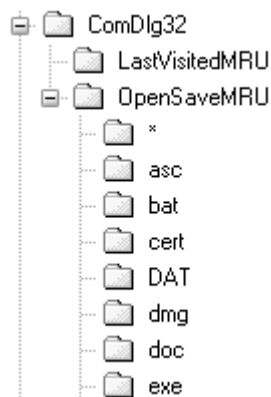 ComDlg32
LastVisitedMRU
OpenSaveMRU
*
asc
bat
cert
DAT
dmg
doc
exe